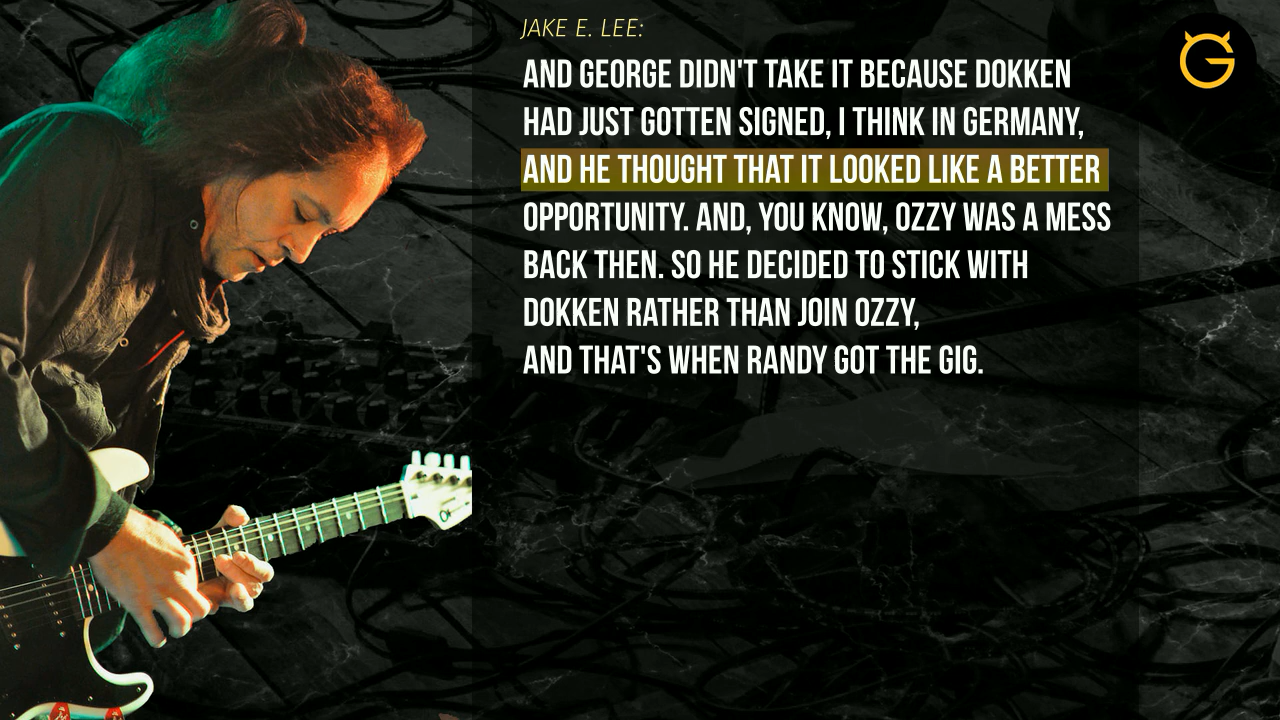 JAKE E. LEE:
AND GEORGE DIDN'T TAKE IT BECAUSE DOKKEN
HAD JUST GOTTEN SIGNED, I THINK IN GERMANY,
AND HE THOUGHT THAT IT LOOKED LIKE A BETTER
OPPORTUNITY. AND, YOU KNOW, OZZY WAS A MESS
BACK THEN. SO HE DECIDED TO STICK WITH
DOKKEN RATHER THAN JOIN OZZY,
AND THAT'S WHEN RANDY GOT THE GIG.
G